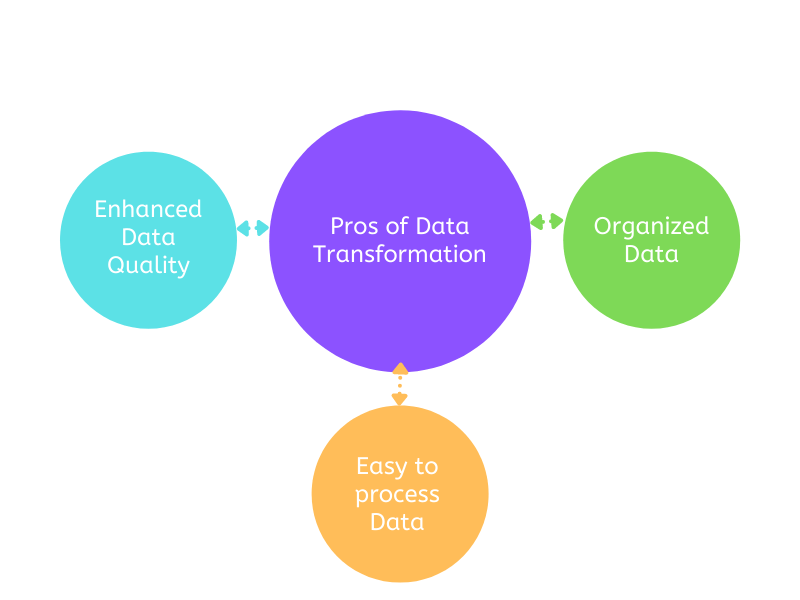 Enhanced
Data
Quality
Pros of Data
Transformation
Organized
Data
Easy to
process
Data